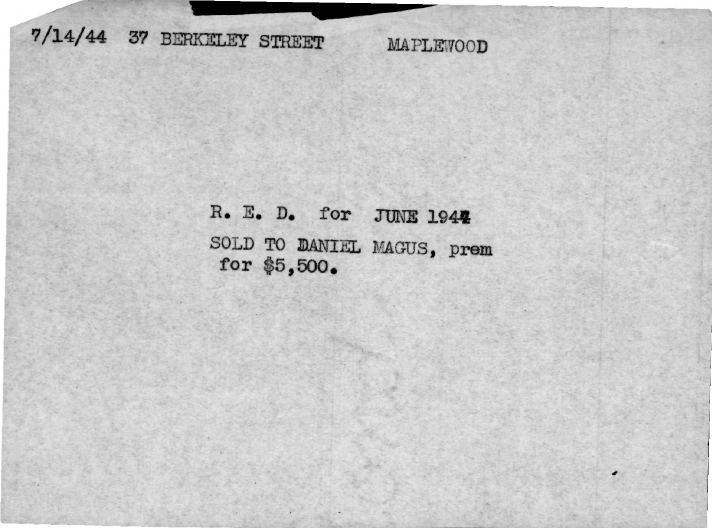 7/14/44 37 BERKELEY STREET MAPLEWOOD
R. E. D. for JUNE 1944
SOLD TO DANIEL MAGUS, prem
for $5,500.